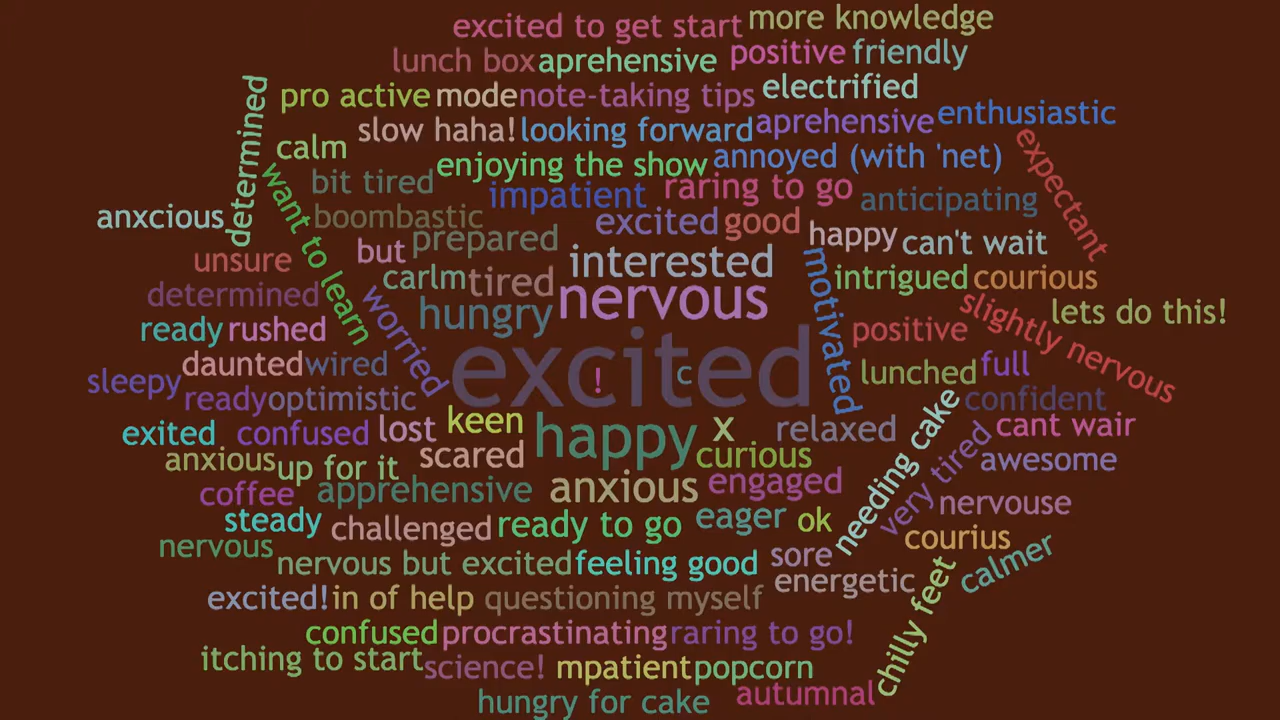 excited to get start more knowledge
lunch box aprehensive positive friendly
pro active mode note-taking tips electrified
determined
slow haha! looking forward aprehensive enthusiastic
calm
enjoying the show annoyed (with 'net)
expectant
want to learn
bit tired impatient raring to go anticipating
anxcious boombastic excited good
but prepared happy can't wait
unsure interested
carlm tired intrigued courious
motivated
determined nervous
worried
hungry slightly nervous lets do this!
ready rushed positive
daunted wired excited lunched full
sleepy ! c
ready optimistic confident
keen needing cake
exited confused lost happy x relaxed cant wair
very tired
anxious up for it scared curious awesome
coffee apprehensive anxious engaged
nervouse
steady challenged ready to go eager ok
courius
nervous
nervous but excited feeling good sore
calmer
energetic
chilly feet
excited! in of help questioning myself
confused procrastinating raring to go!
itching to start science! mpatient popcorn
hungry for cake autumnal